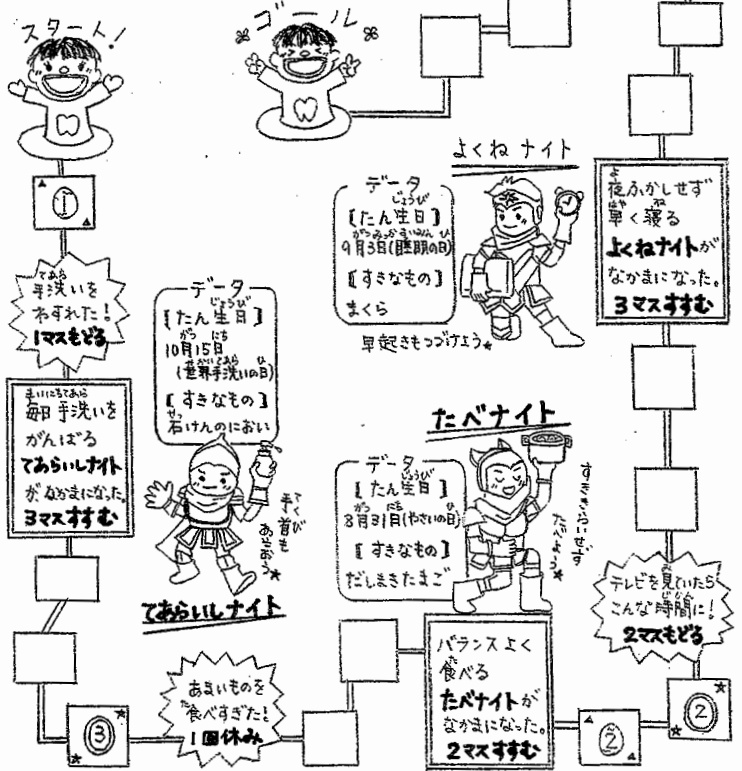 スタート!
ゴール
①
手洗いを
わすれた!
1マスもどる
毎日手洗いを
がんばる
てあらいしナイト
がなかまになった。
3マスすすむ
データ
[たん生日]
10月15日
(世界手洗いの日)
[すきなもの]
石けんのにおい
手首も
あらおう★
てあらいしナイト
③
あまいものを
食べすぎた!
1回休み
たべナイト
データ
[たん生日]
8月31日(やさいの日)
[すきなもの]
だしまきたまご
すききらいせず
たべよう★
バランスよく
食べる
たべナイトが
なかまになった。
2マスすすむ
②
②
テレビを見ていたら
こんな時間に!
2マスもどる
よくねナイト
データ
[たん生日]
9月3日(睡眠の日)
[すきなもの]
まくら
早起きもつづけよう★
夜ふかしせず
早く寝る
よくねナイトが
なかまになった。
3マスすすむ